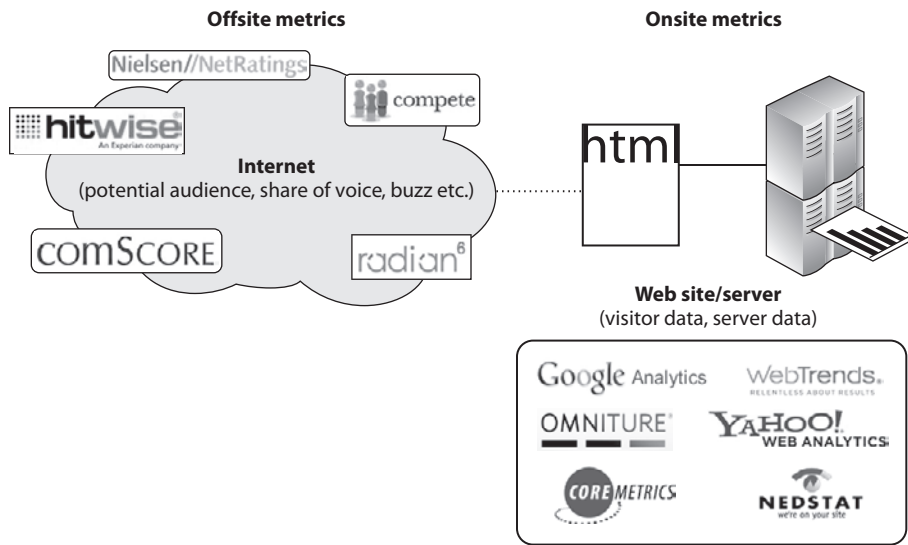 Offsite metrics
Onsite metrics
Nielsen//NetRatings
compete
hitwise
An Experian company
Internet
(potential audience, share of voice, buzz etc.)
html
comScore
radian6
Web site/server
(visitor data, server data)
Google Analytics
WebTrends
RELENTLESS ABOUT RESULTS
OMNITURE
YAHOO!
WEB ANALYTICS
COREMETRICS
NEDSTAT
we're on your site